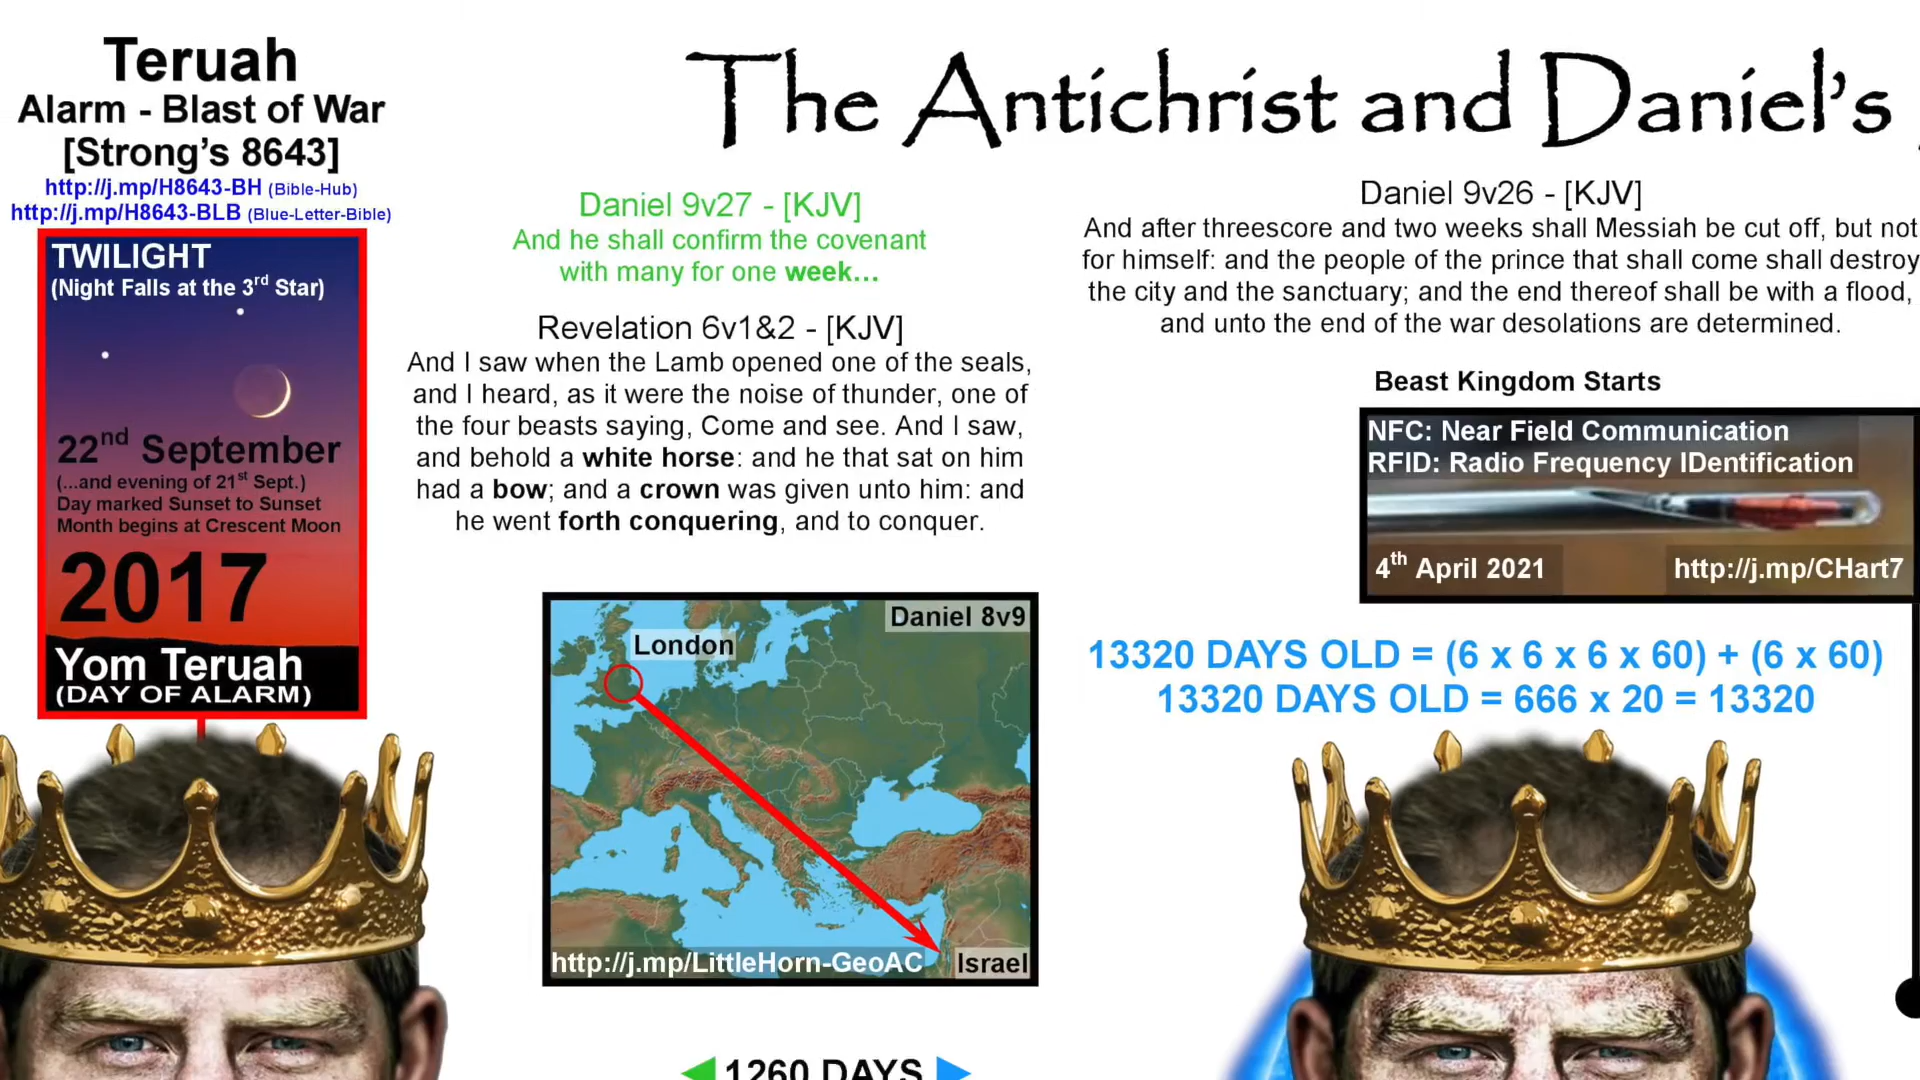 Teruah
Alarm - Blast of War
[Strong's 8643]
http://j.mp/H8643-BH (Bible-Hub)
http://j.mp/H8643-BLB (Blue-Letter-Bible)
TWILIGHT
(Night Falls at the 3rd Star)
22nd September
(...and evening of 21st Sept.)
Day marked Sunset to Sunset
Month begins at Crescent Moon
2017
Yom Teruah
(DAY OF ALARM)
The Antichrist and Daniel's
Daniel 9v27 - [KJV]
And he shall confirm the covenant
with many for one week...
Revelation 6v1&2 - [KJV]
And I saw when the Lamb opened one of the seals,
and I heard, as it were the noise of thunder, one of
the four beasts saying, Come and see. And I saw,
and behold a white horse: and he that sat on him
had a bow; and a crown was given unto him: and
he went forth conquering, and to conquer.
Daniel 8v9
London
http://j.mp/LittleHorn-GeoAC
Israel
1260 DAYS
Daniel 9v26 - [KJV]
And after threescore and two weeks shall Messiah be cut off, but not
for himself: and the people of the prince that shall come shall destroy
the city and the sanctuary; and the end thereof shall be with a flood,
and unto the end of the war desolations are determined.
Beast Kingdom Starts
NFC: Near Field Communication
RFID: Radio Frequency IDentification
4th April 2021
http://j.mp/CHart7
13320 DAYS OLD = (6 x 6 x 6 x 60) + (6 x 60)
13320 DAYS OLD = 666 x 20 = 13320